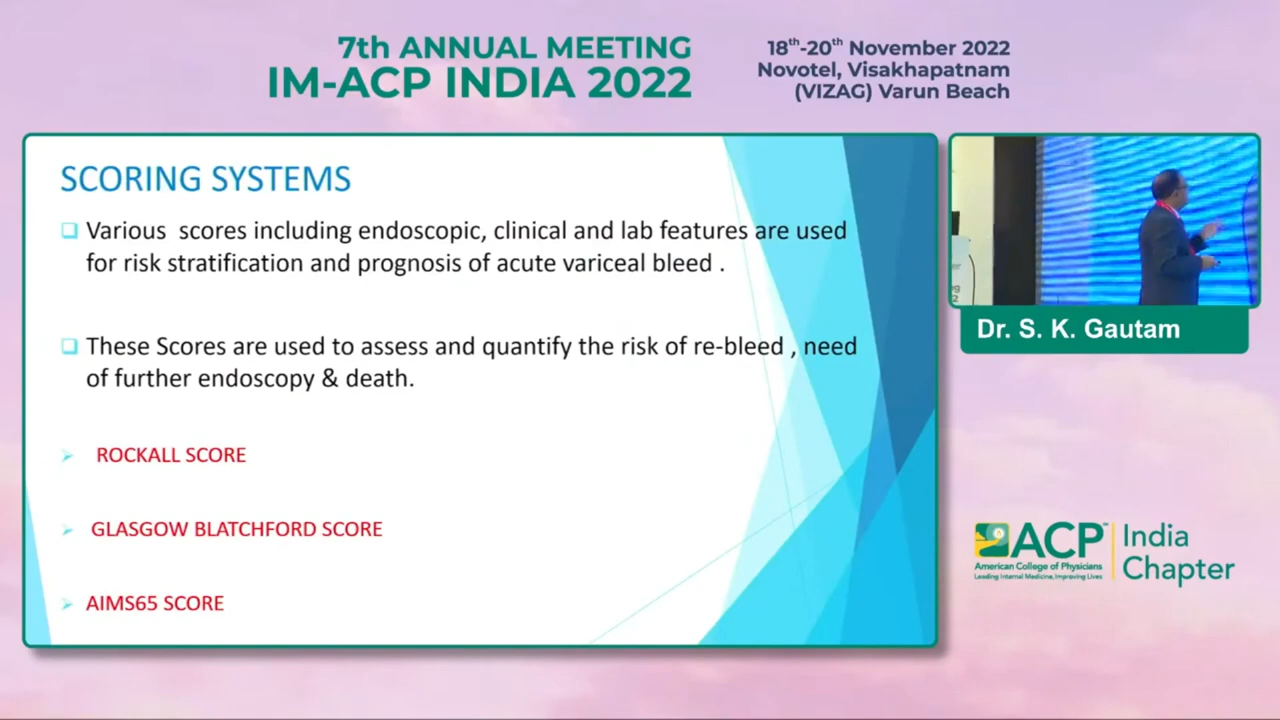 7th ANNUAL MEETING
IM-ACP INDIA 2022
18th-20th November 2022
Novotel, Visakhapatnam
(VIZAG) Varun Beach
SCORING SYSTEMS
Various scores including endoscopic, clinical and lab features are used
for risk stratification and prognosis of acute variceal bleed .
These Scores are used to assess and quantify the risk of re-bleed , need
of further endoscopy & death.
ROCKALL SCORE
GLASGOW BLATCHFORD SCORE
AIMS65 SCORE
Dr. S. K. Gautam
ACP
American College of Physicians
Leading Internal Medicine, Improving Lives
India
Chapter